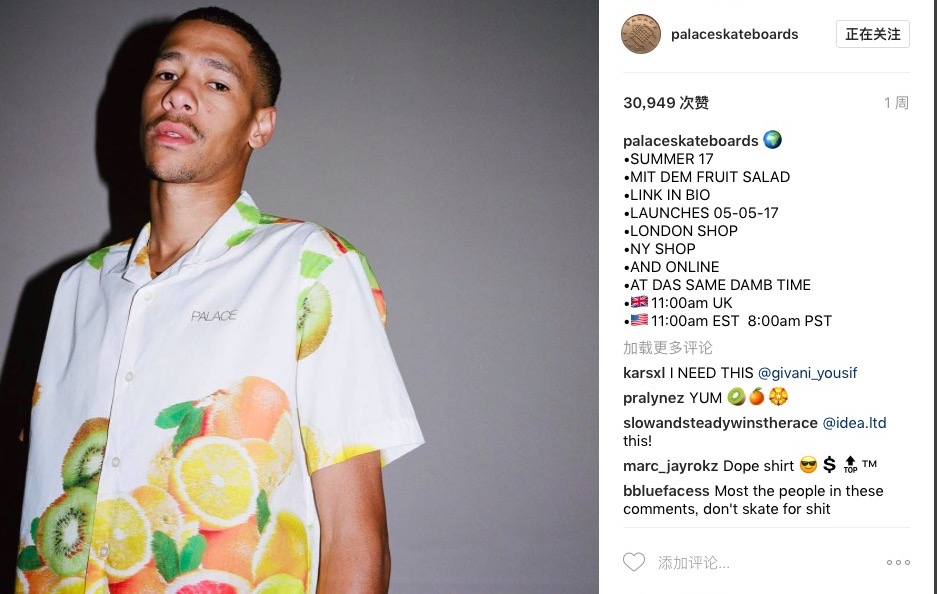 PALACE
palaceskateboards
正在关注
30,949 次赞
1 周
palaceskateboards 🌍
•SUMMER 17
•MIT DEM FRUIT SALAD
•LINK IN BIO
•LAUNCHES 05-05-17
•LONDON SHOP
•NY SHOP
•AND ONLINE
•AT DAS SAME DAMB TIME
•🇬🇧11:00am UK
•🇺🇸11:00am EST  8:00am PST
加载更多评论
karsxl I NEED THIS @givani_yousif
pralynez YUM 🥝🍊🏵
slowandsteadywinstherace @idea.ltd
this!
marc_jayrokz Dope shirt 😎 💲 🔝 ™
bbluefacess Most the people in these
comments, don't skate for shit
添加评论...